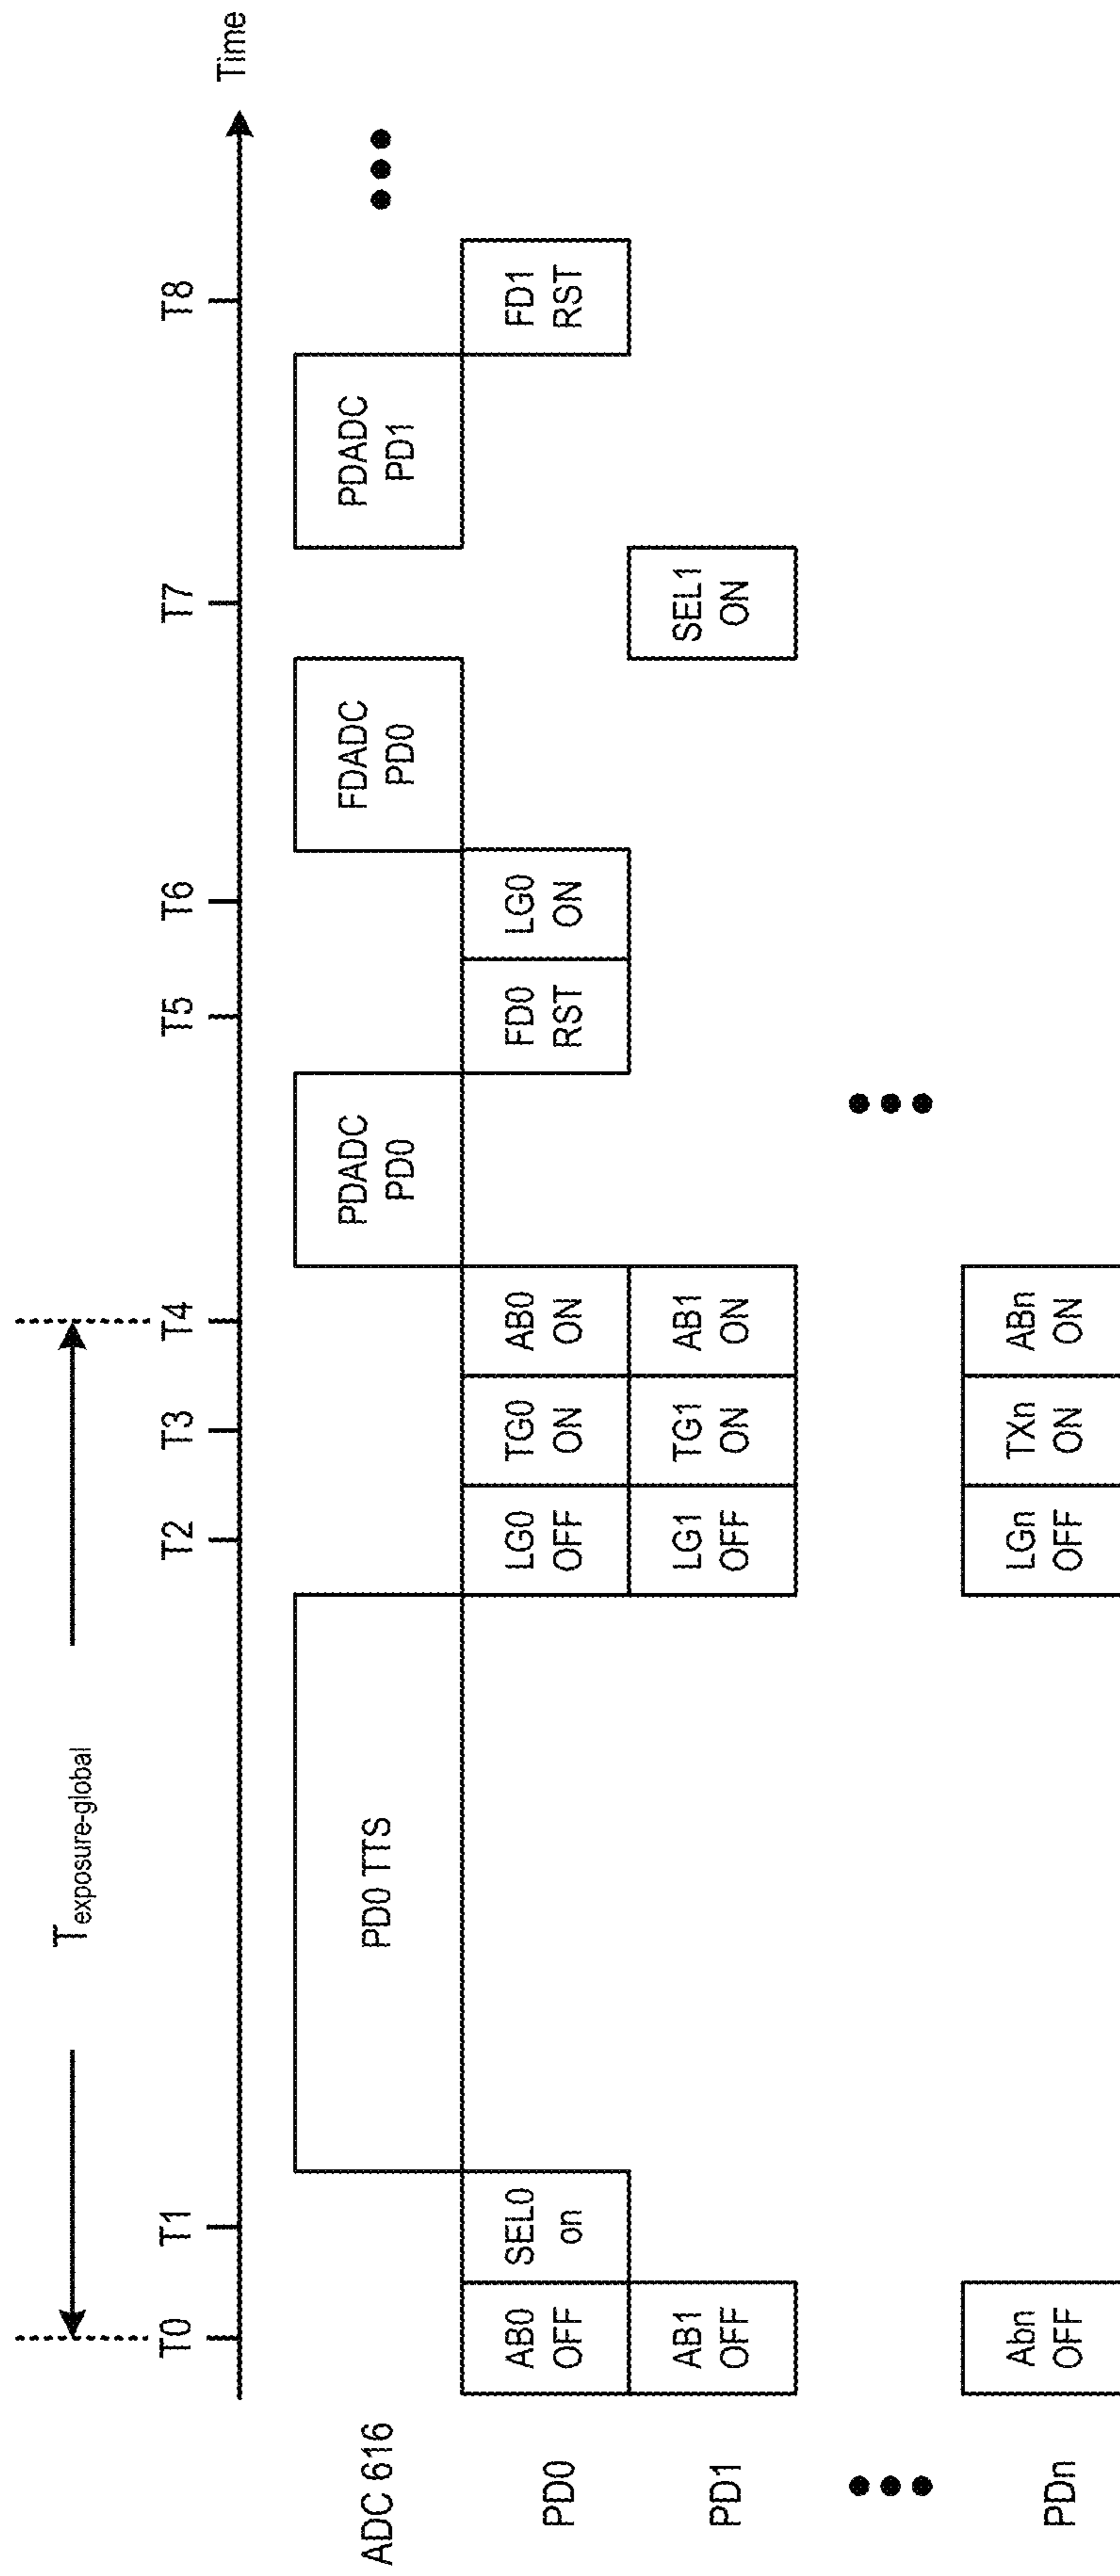 T exposure-global
T0
T1
T2
T3
T4
T5
T6
T7
T8
Time
ADC 616
PD0 TTS
PDADC
PD0
FDADC
PD0
PDADC
PD1
PD0
AB0
OFF
SEL0
on
LG0
OFF
TG0
ON
AB0
ON
FD0
RST
LG0
ON
FD1
RST
PD1
AB1
OFF
LG1
OFF
TG1
ON
AB1
ON
SEL1
ON
PDn
Abn
OFF
LGn
OFF
TXn
ON
ABn
ON